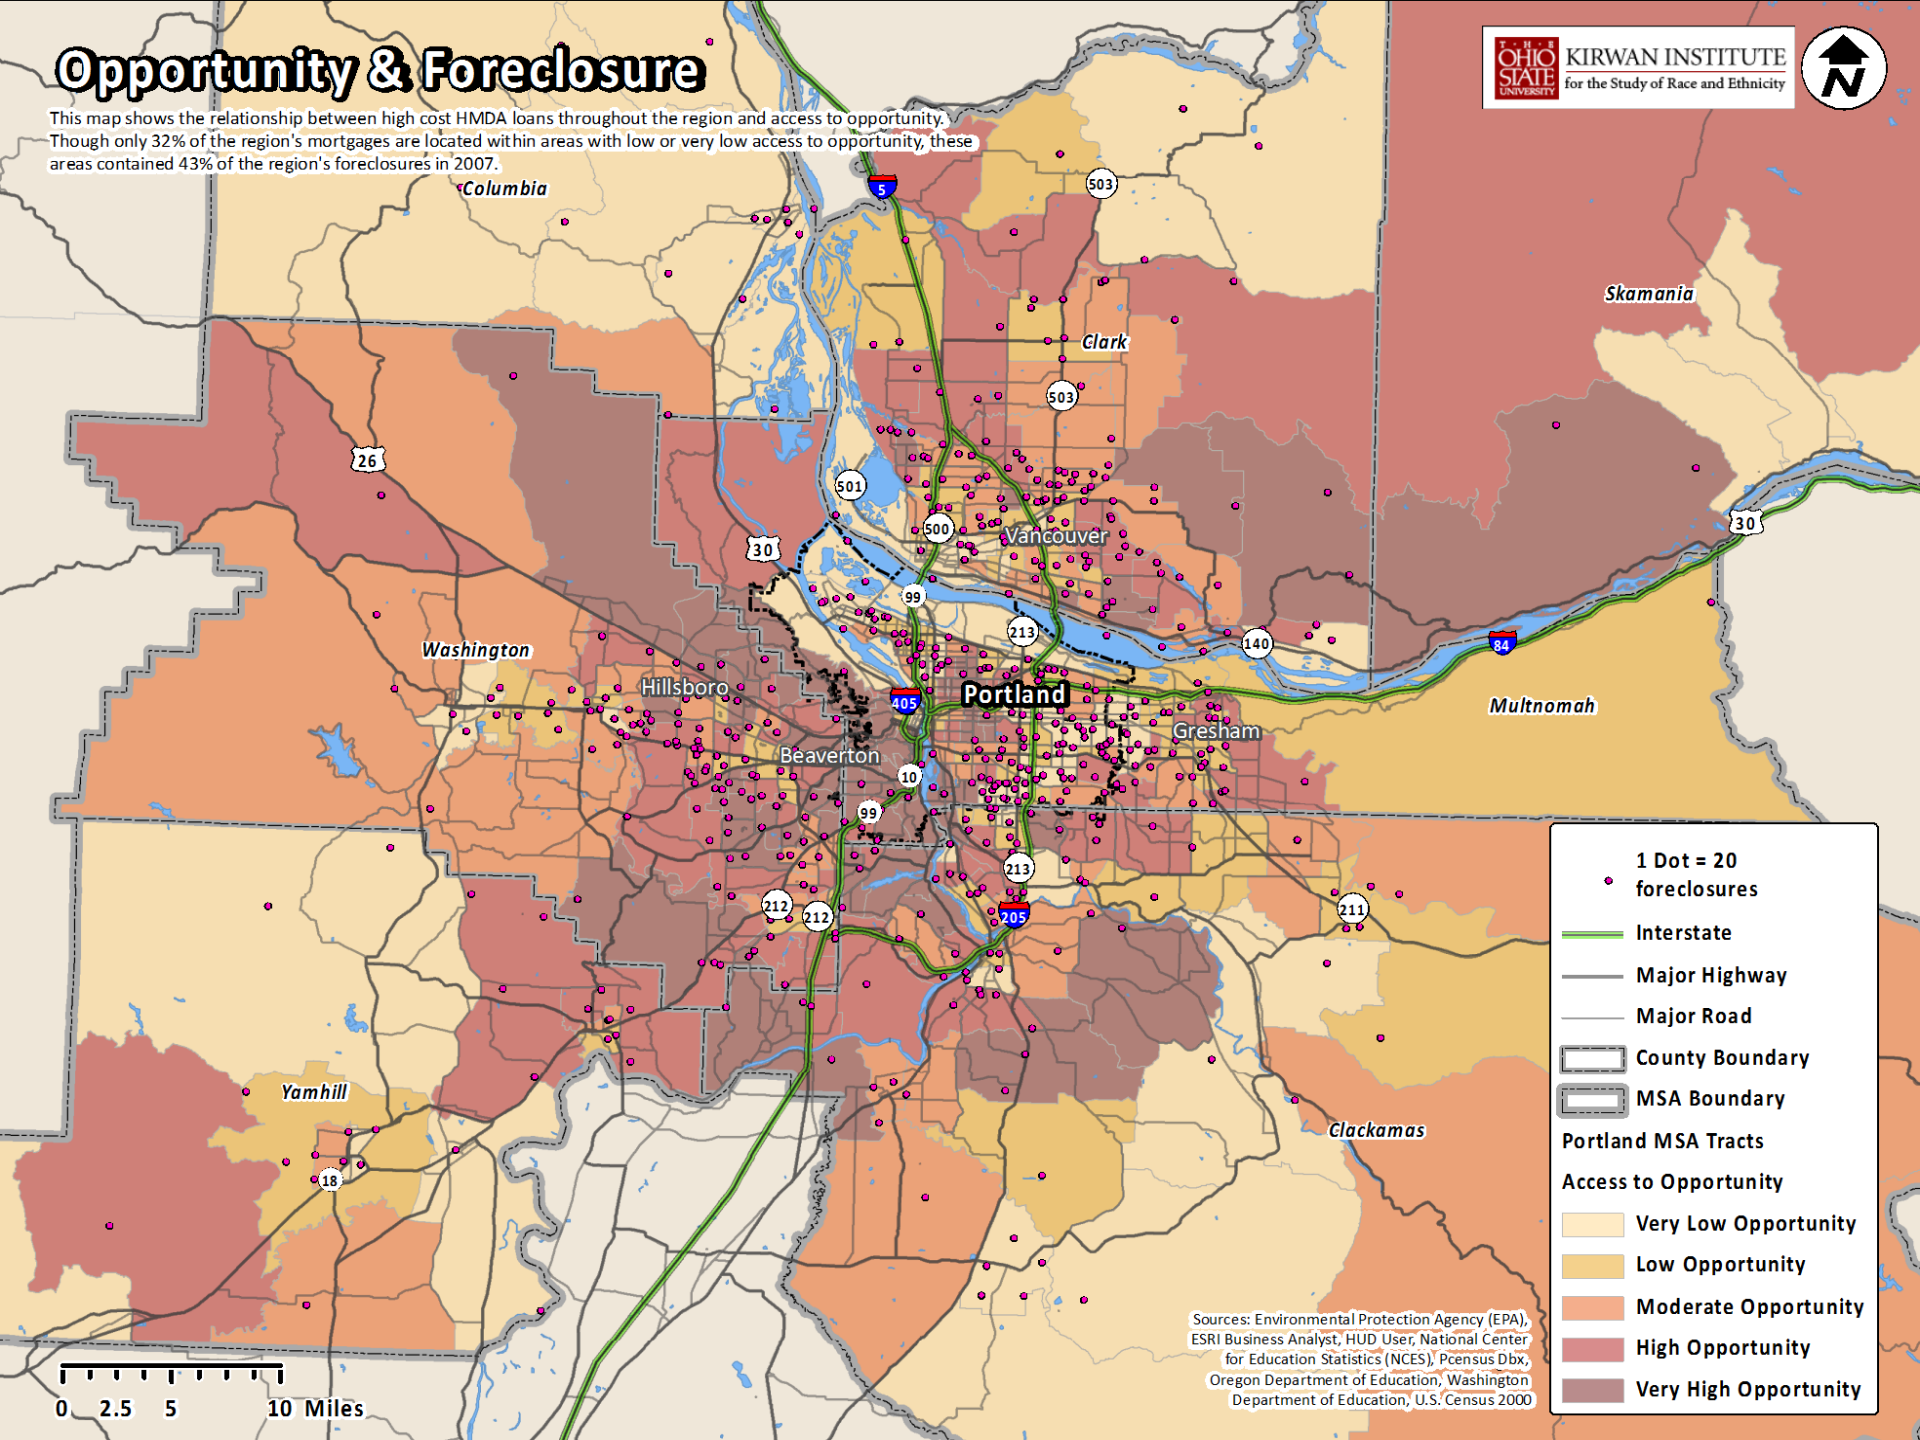 Opportunity & Foreclosure
This map shows the relationship between high cost HMDA loans throughout the region and access to opportunity.
Though only 32% of the region's mortgages are located within areas with low or very low access to opportunity, these
areas contained 43% of the region's foreclosures in 2007.
THE
OHIO
STATE
UNIVERSITY
KIRWAN INSTITUTE
for the Study of Race and Ethnicity
N
Columbia
5
503
Skamania
Clark
503
26
501
30
500
Vancouver
30
99
213
140
84
Washington
Hillsboro
405
Portland
Multnomah
Gresham
Beaverton
10
99
213
212
212
205
211
Yamhill
18
Clackamas
1 Dot = 20
foreclosures
Interstate
Major Highway
Major Road
County Boundary
MSA Boundary
Portland MSA Tracts
Access to Opportunity
Very Low Opportunity
Low Opportunity
Moderate Opportunity
High Opportunity
Very High Opportunity
Sources: Environmental Protection Agency (EPA),
ESRI Business Analyst, HUD User, National Center
for Education Statistics (NCES), Pcensus Dbx,
Oregon Department of Education, Washington
Department of Education, U.S. Census 2000
0 2.5 5 10 Miles